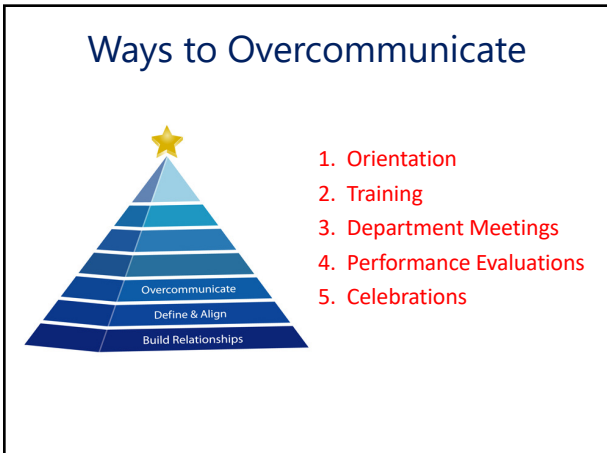 Ways to Overcommunicate
1. Orientation
2. Training
3. Department Meetings
4. Performance Evaluations
5. Celebrations
Overcommunicate
Define & Align
Build Relationships